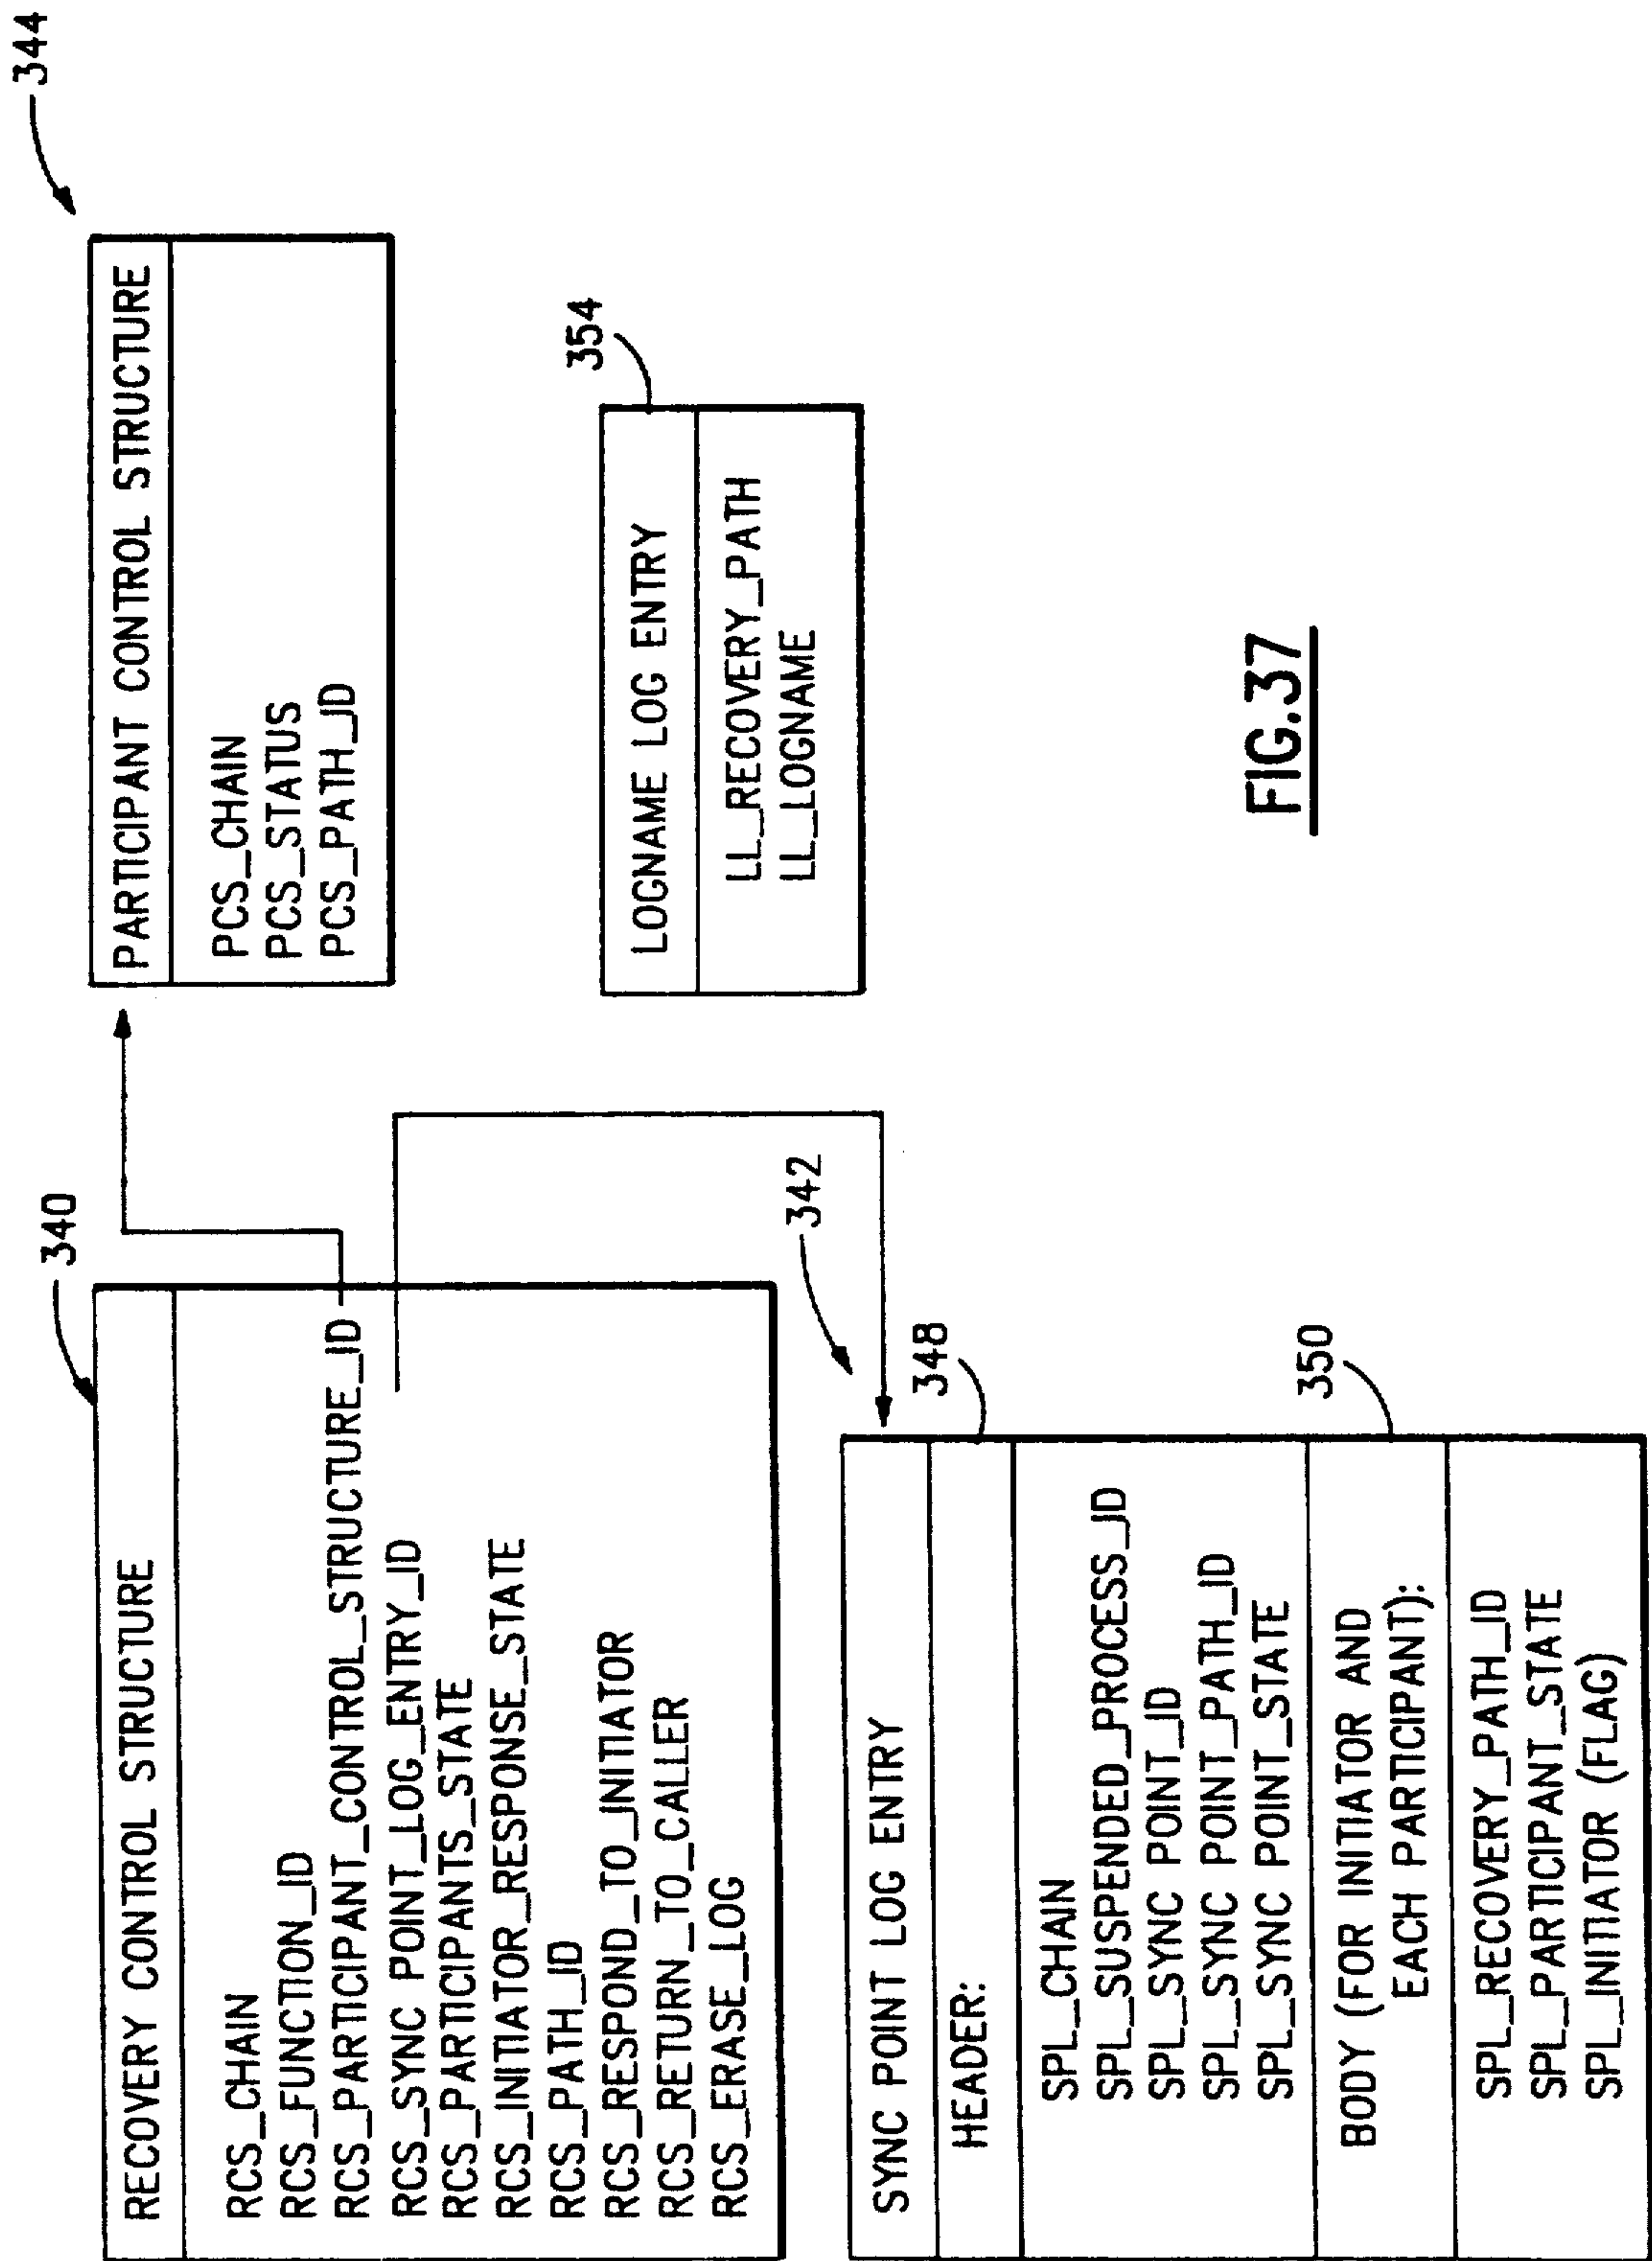 340
RECOVERY CONTROL STRUCTURE
RCS_CHAIN
RCS_FUNCTION_ID
RCS_PARTICIPANT_CONTROL_STRUCTURE_ID
RCS_SYNC POINT_LOG_ENTRY_ID
RCS_PARTICIPANTS_STATE
RCS_INITIATOR_RESPONSE_STATE
RCS_PATH_ID
RCS_RESPOND_TO_INITIATOR
RCS_RETURN_TO_CALLER
RCS_ERASE_LOG
344
PARTICIPANT CONTROL STRUCTURE
PCS_CHAIN
PCS_STATUS
PCS_PATH_ID
342
348
SYNC POINT LOG ENTRY
HEADER:
SPL_CHAIN
SPL_SUSPENDED_PROCESS_ID
SPL_SYNC POINT_ID
SPL_SYNC POINT_PATH_ID
SPL_SYNC POINT_STATE
350
BODY (FOR INITIATOR AND
EACH PARTICIPANT):
SPL_RECOVERY_PATH_ID
SPL_PARTICIPANT_STATE
SPL_INITIATOR (FLAG)
354
LOGNAME LOG ENTRY
LL_RECOVERY_PATH
LL_LOGNAME
FIG.37